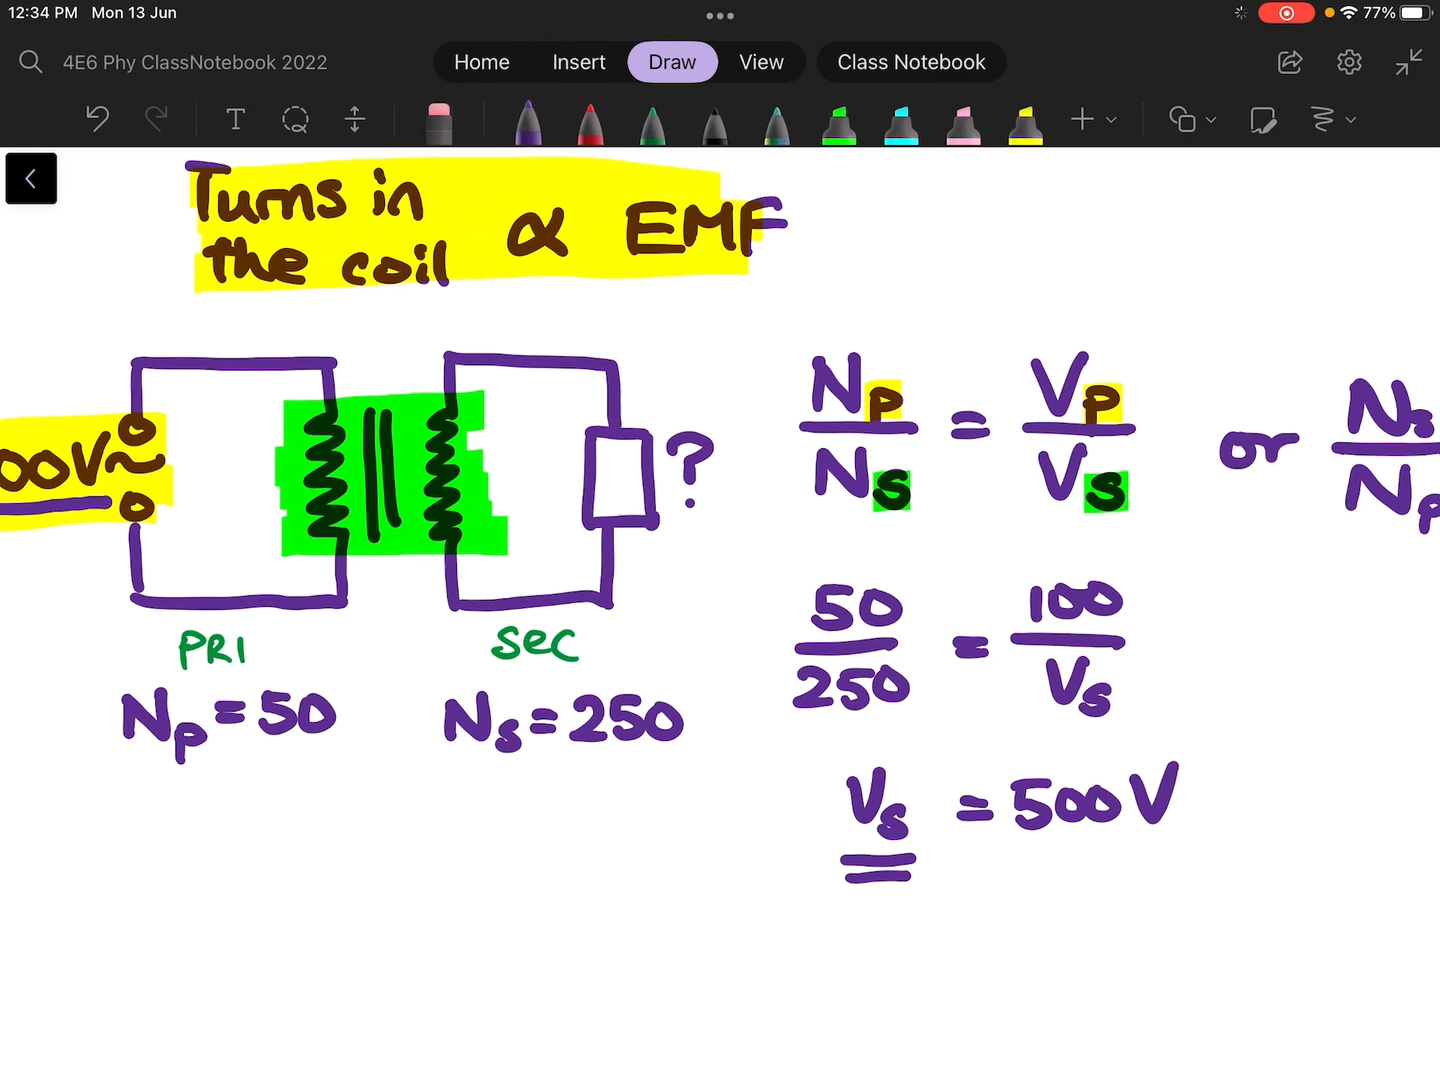 12:34 PM Mon 13 Jun
77%
4E6 Phy ClassNotebook 2022
Home Insert Draw View Class Notebook
T
Turns in
the coil ∝ EMF
00V ~
?
PRI SEC
Np = 50 Ns = 250
Np/Ns = Vp/Vs or Ns/Np
50/250 = 100/Vs
Vs = 500V